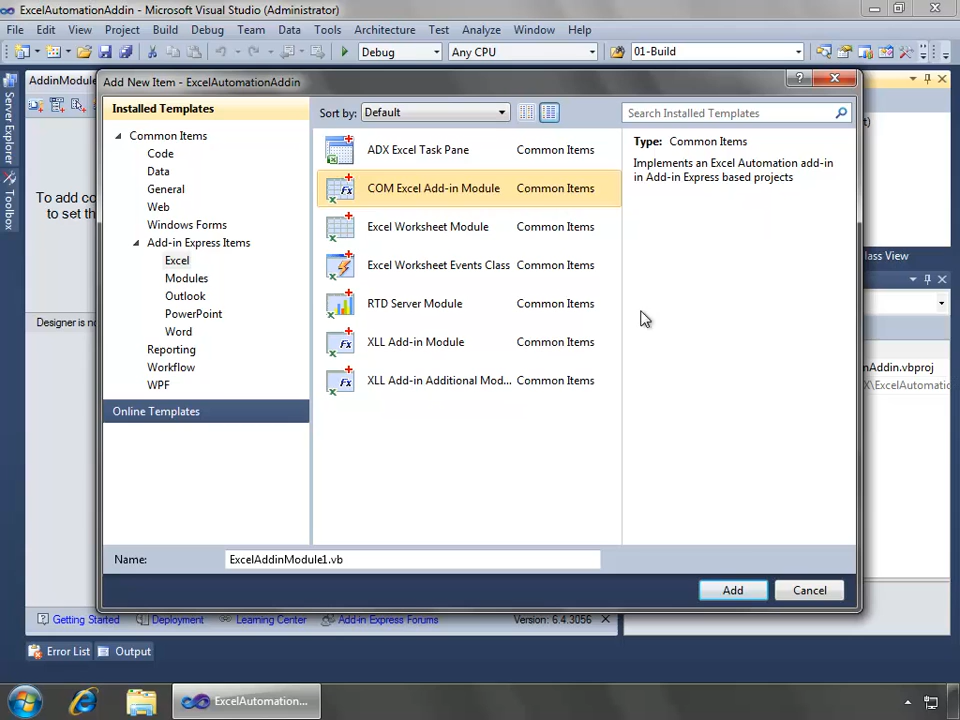 ExcelAutomationAddin - Microsoft Visual Studio (Administrator)
File Edit View Project Build Debug Team Data Tools Architecture Test Analyze Window Help
Debug Any CPU 01-Build
AddinModule
Add New Item - ExcelAutomationAddin
Server Explorer
Toolbox
Installed Templates
Sort by: Default
Search Installed Templates
Common Items
Code
Data
General
Web
Windows Forms
Add-in Express Items
Excel
Modules
Outlook
PowerPoint
Word
Reporting
Workflow
WPF
Online Templates
ADX Excel Task Pane Common Items
COM Excel Add-in Module Common Items
Excel Worksheet Module Common Items
Excel Worksheet Events Class Common Items
RTD Server Module Common Items
XLL Add-in Module Common Items
XLL Add-in Additional Mod... Common Items
Type: Common Items
Implements an Excel Automation add-in
in Add-in Express based projects
To add co
to set th
Designer is no
lass View
nAddin.vbproj
X\ExcelAutomatic
Name: ExcelAddinModule1.vb
Add Cancel
Getting Started Deployment Learning Center Add-in Express Forums Version: 6.4.3056
Error List Output
ExcelAutomation...